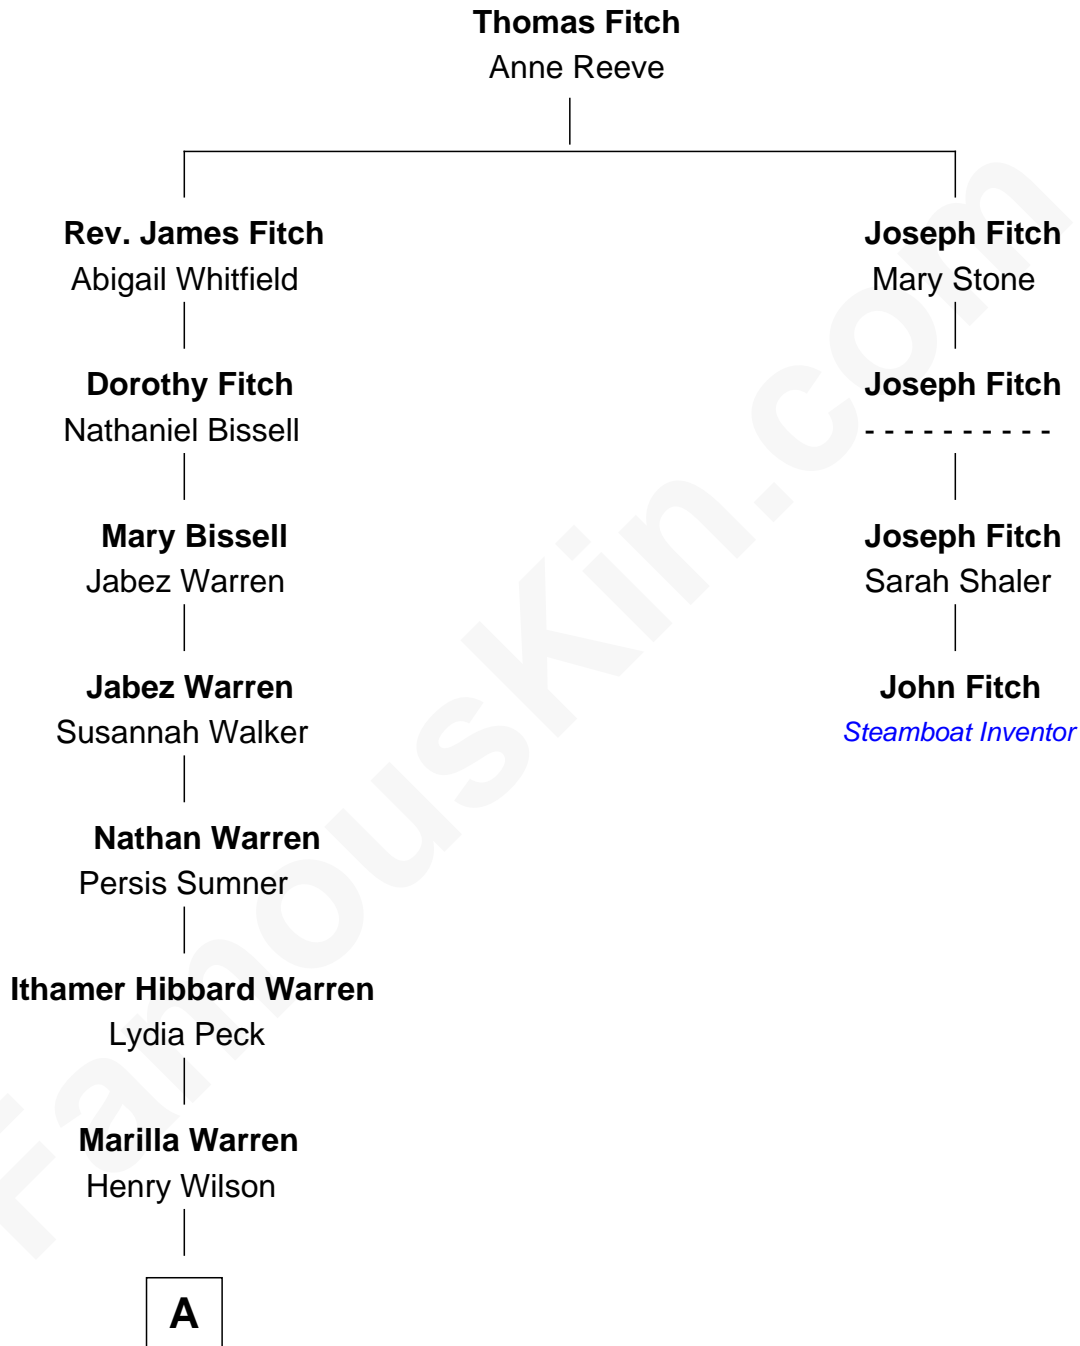 Thomas Fitch
Anne Reeve
Rev. James Fitch
Abigail Whitfield
Joseph Fitch
Mary Stone
Dorothy Fitch
Nathaniel Bissell
Joseph Fitch
- - - - - - - - - -
Mary Bissell
Jabez Warren
Joseph Fitch
Sarah Shaler
Jabez Warren
Susannah Walker
John Fitch
Steamboat Inventor
Nathan Warren
Persis Sumner
Ithamer Hibbard Warren
Lydia Peck
Marilla Warren
Henry Wilson
A
FamousKin.com